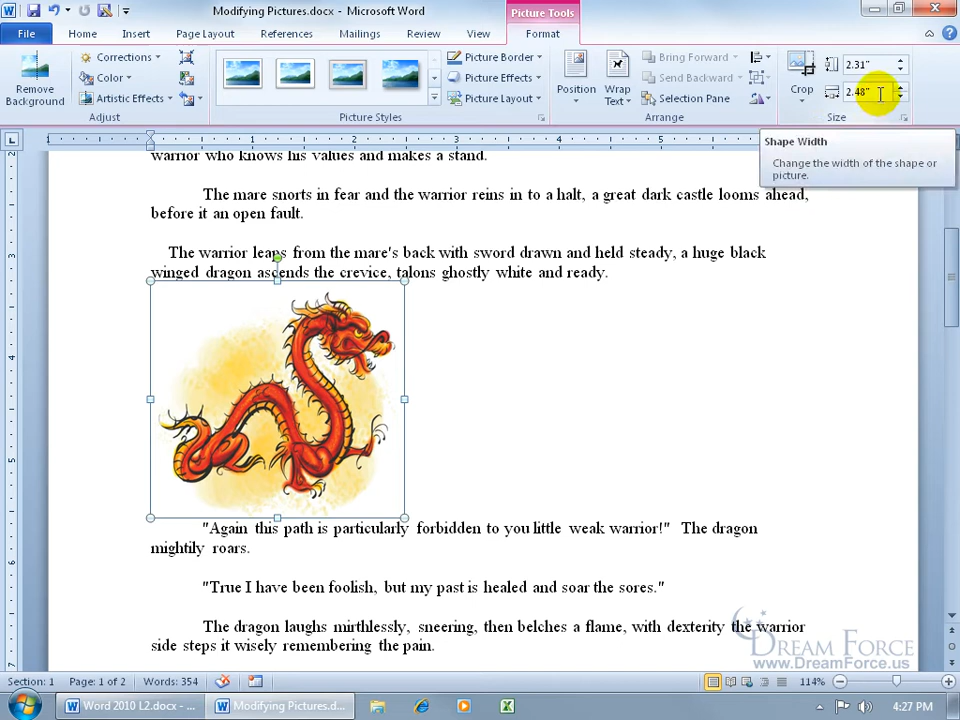 Modifying Pictures.docx - Microsoft Word
Picture Tools
File Home Insert Page Layout References Mailings Review View Format
Remove Background
Corrections
Color
Artistic Effects
Adjust
Picture Styles
Picture Border
Picture Effects
Picture Layout
Position
Wrap Text
Bring Forward
Send Backward
Selection Pane
Arrange
Crop
2.31"
2.48"
Size
Shape Width
Change the width of the shape or
picture.
warrior who knows his values and makes a stand.
The mare snorts in fear and the warrior reins in to a halt, a great dark castle looms ahead,
before it an open fault.
The warrior leaps from the mare's back with sword drawn and held steady, a huge black
winged dragon ascends the crevice, talons ghostly white and ready.
"Again this path is particularly forbidden to you little weak warrior!" The dragon
mightily roars.
"True I have been foolish, but my past is healed and soar the sores."
The dragon laughs mirthlessly, sneering, then belches a flame, with dexterity the warrior
side steps it wisely remembering the pain.
DREAM FORCE
www.DreamForce.us
Section: 1 Page: 1 of 2 Words: 354 114%
Word 2010 L2.docx - ... Modifying Pictures.d... 4:27 PM